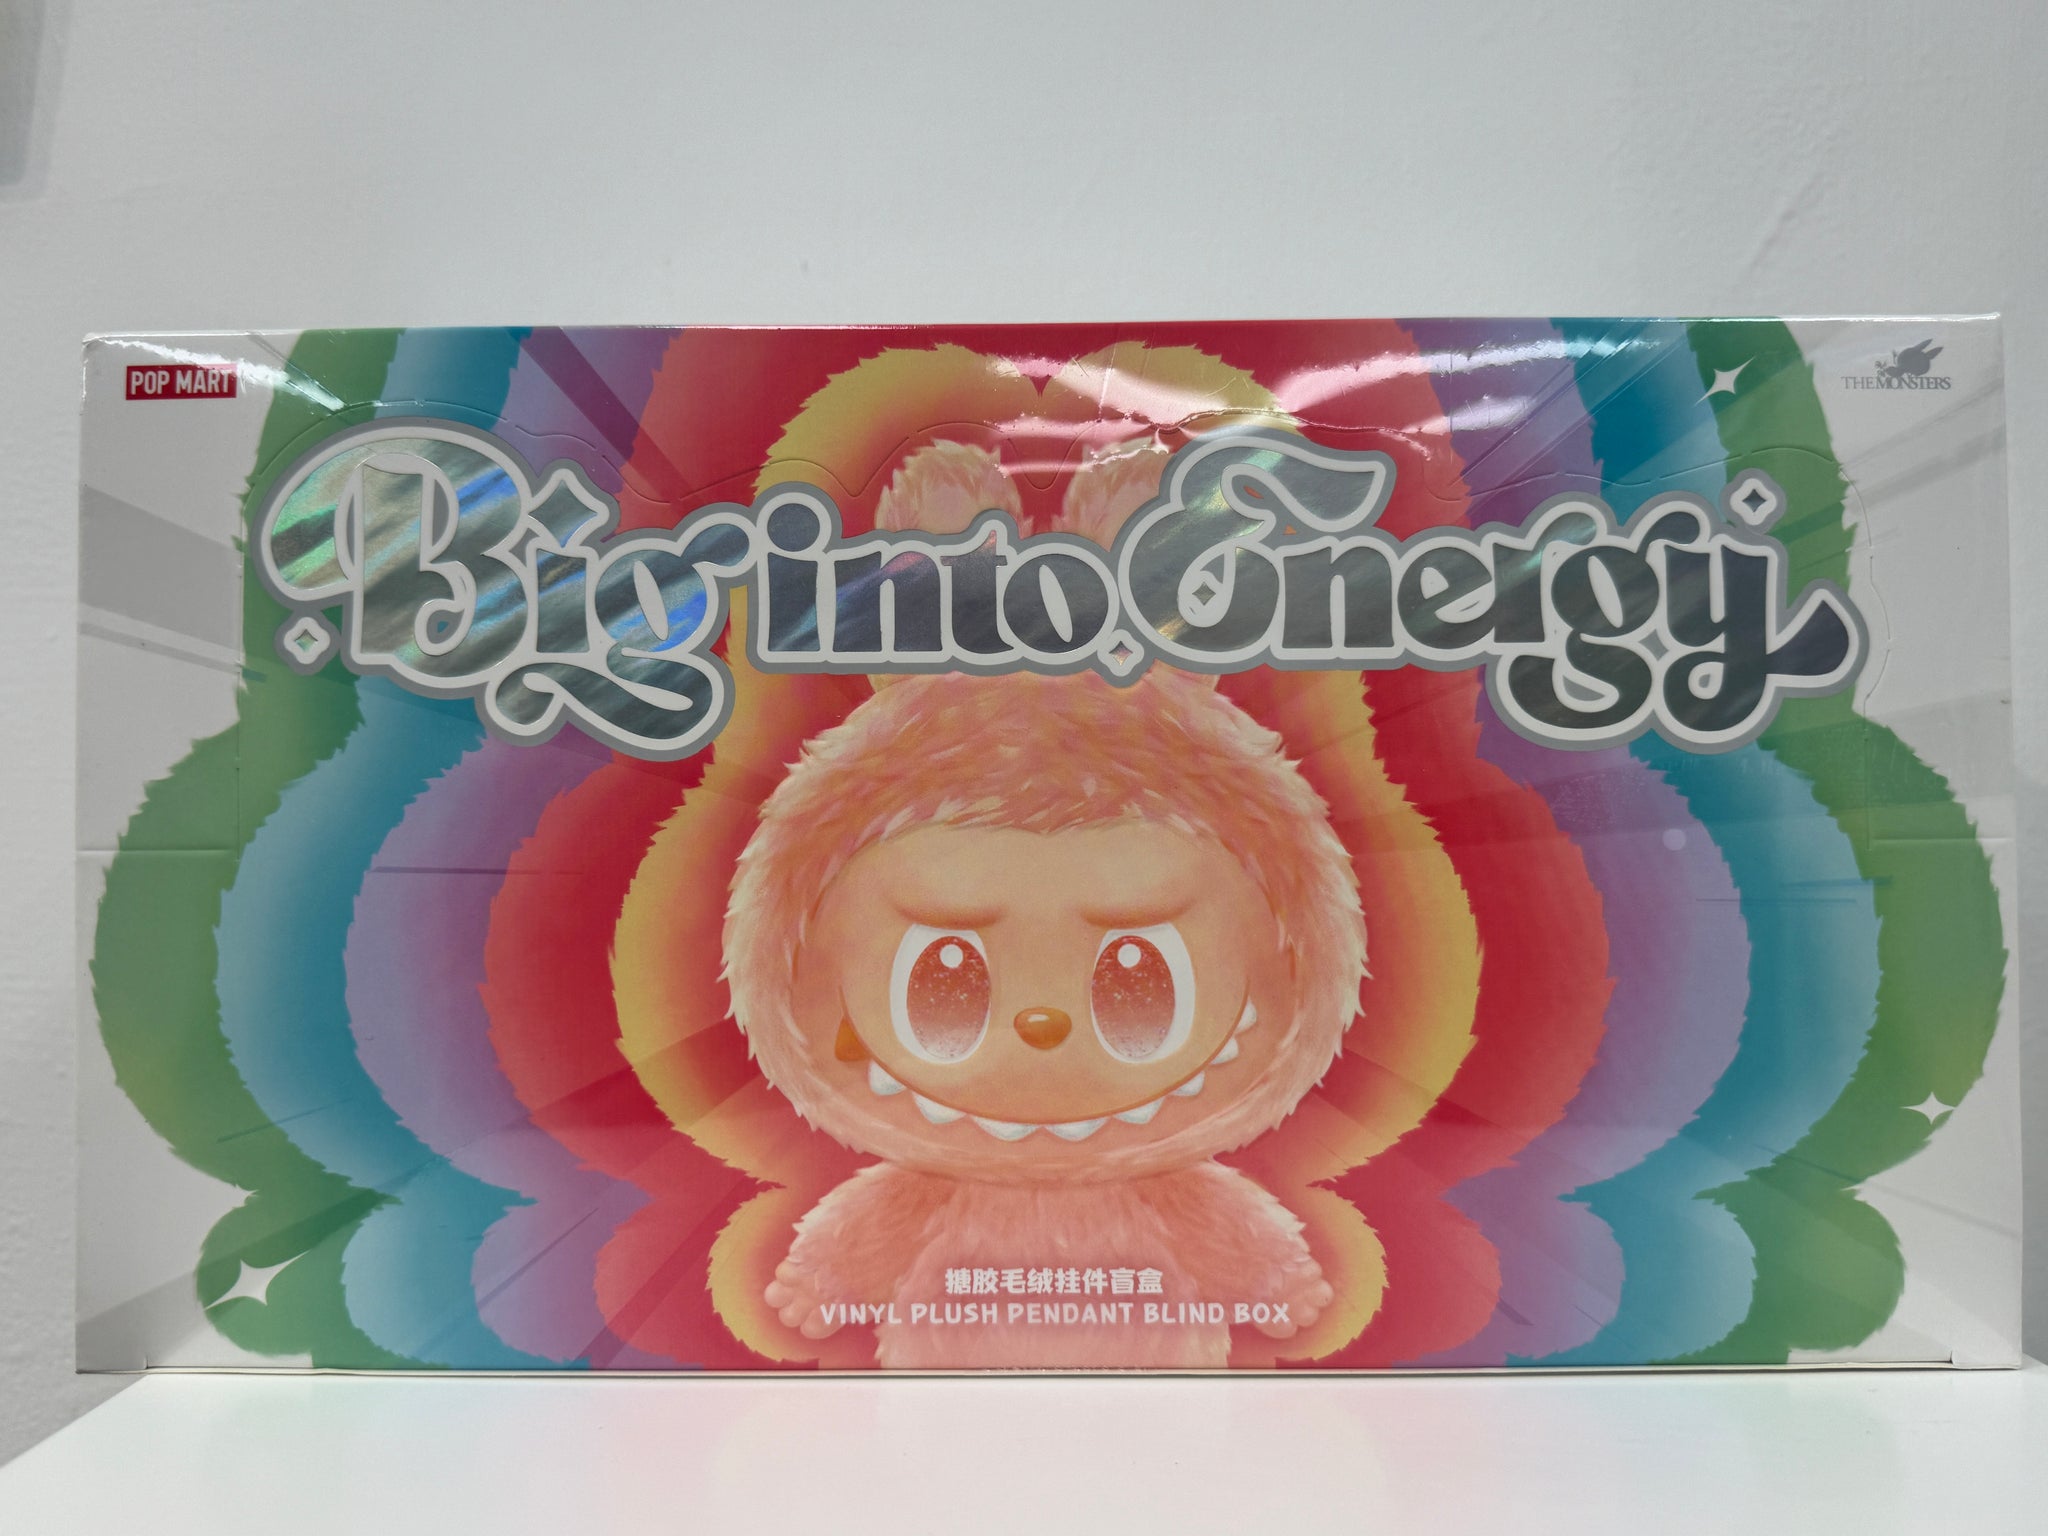 POP MART
THE MONSTERS
Big into Energy
搪胶毛绒挂件盲盒
VINYL PLUSH PENDANT BLIND BOX